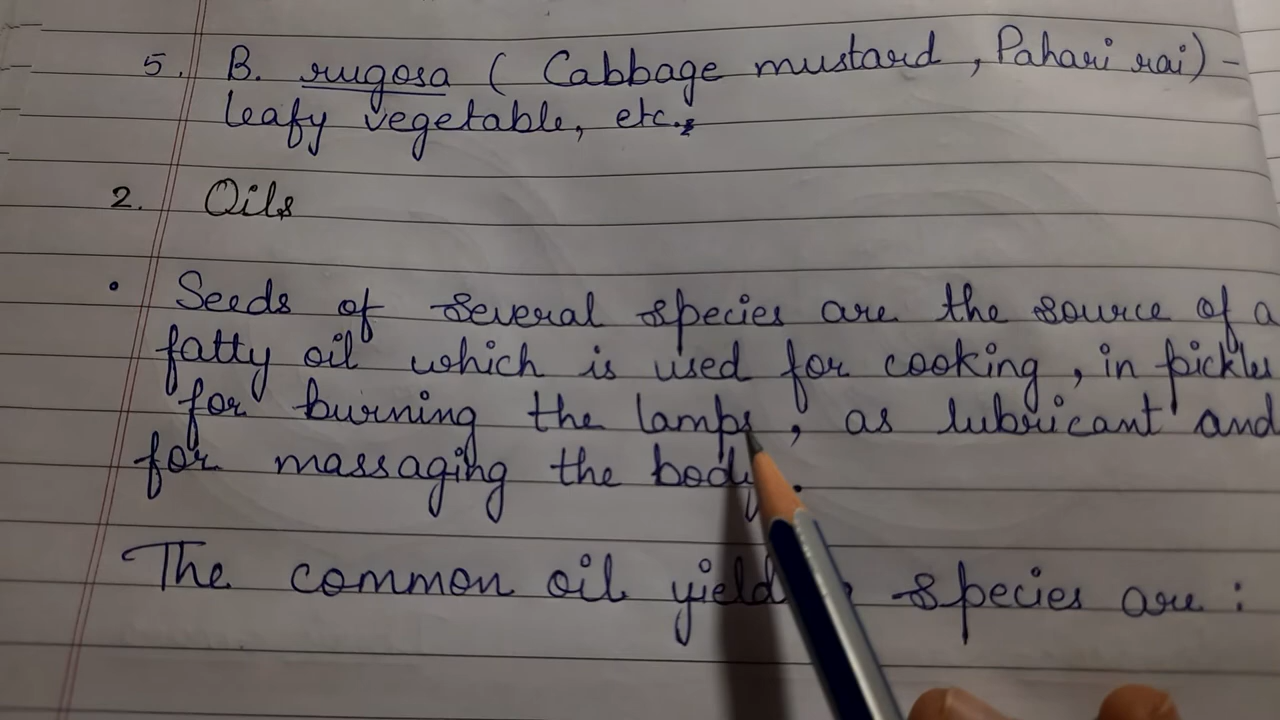 5. B. rugosa ( Cabbage mustard , Pahari rai) -
leafy vegetable, etc.
2. Oils
• Seeds of several species are the source of a
fatty oil which is used for cooking, in pickles
for burning the lamps, as lubricant and
for massaging the body.
The common oil species are :